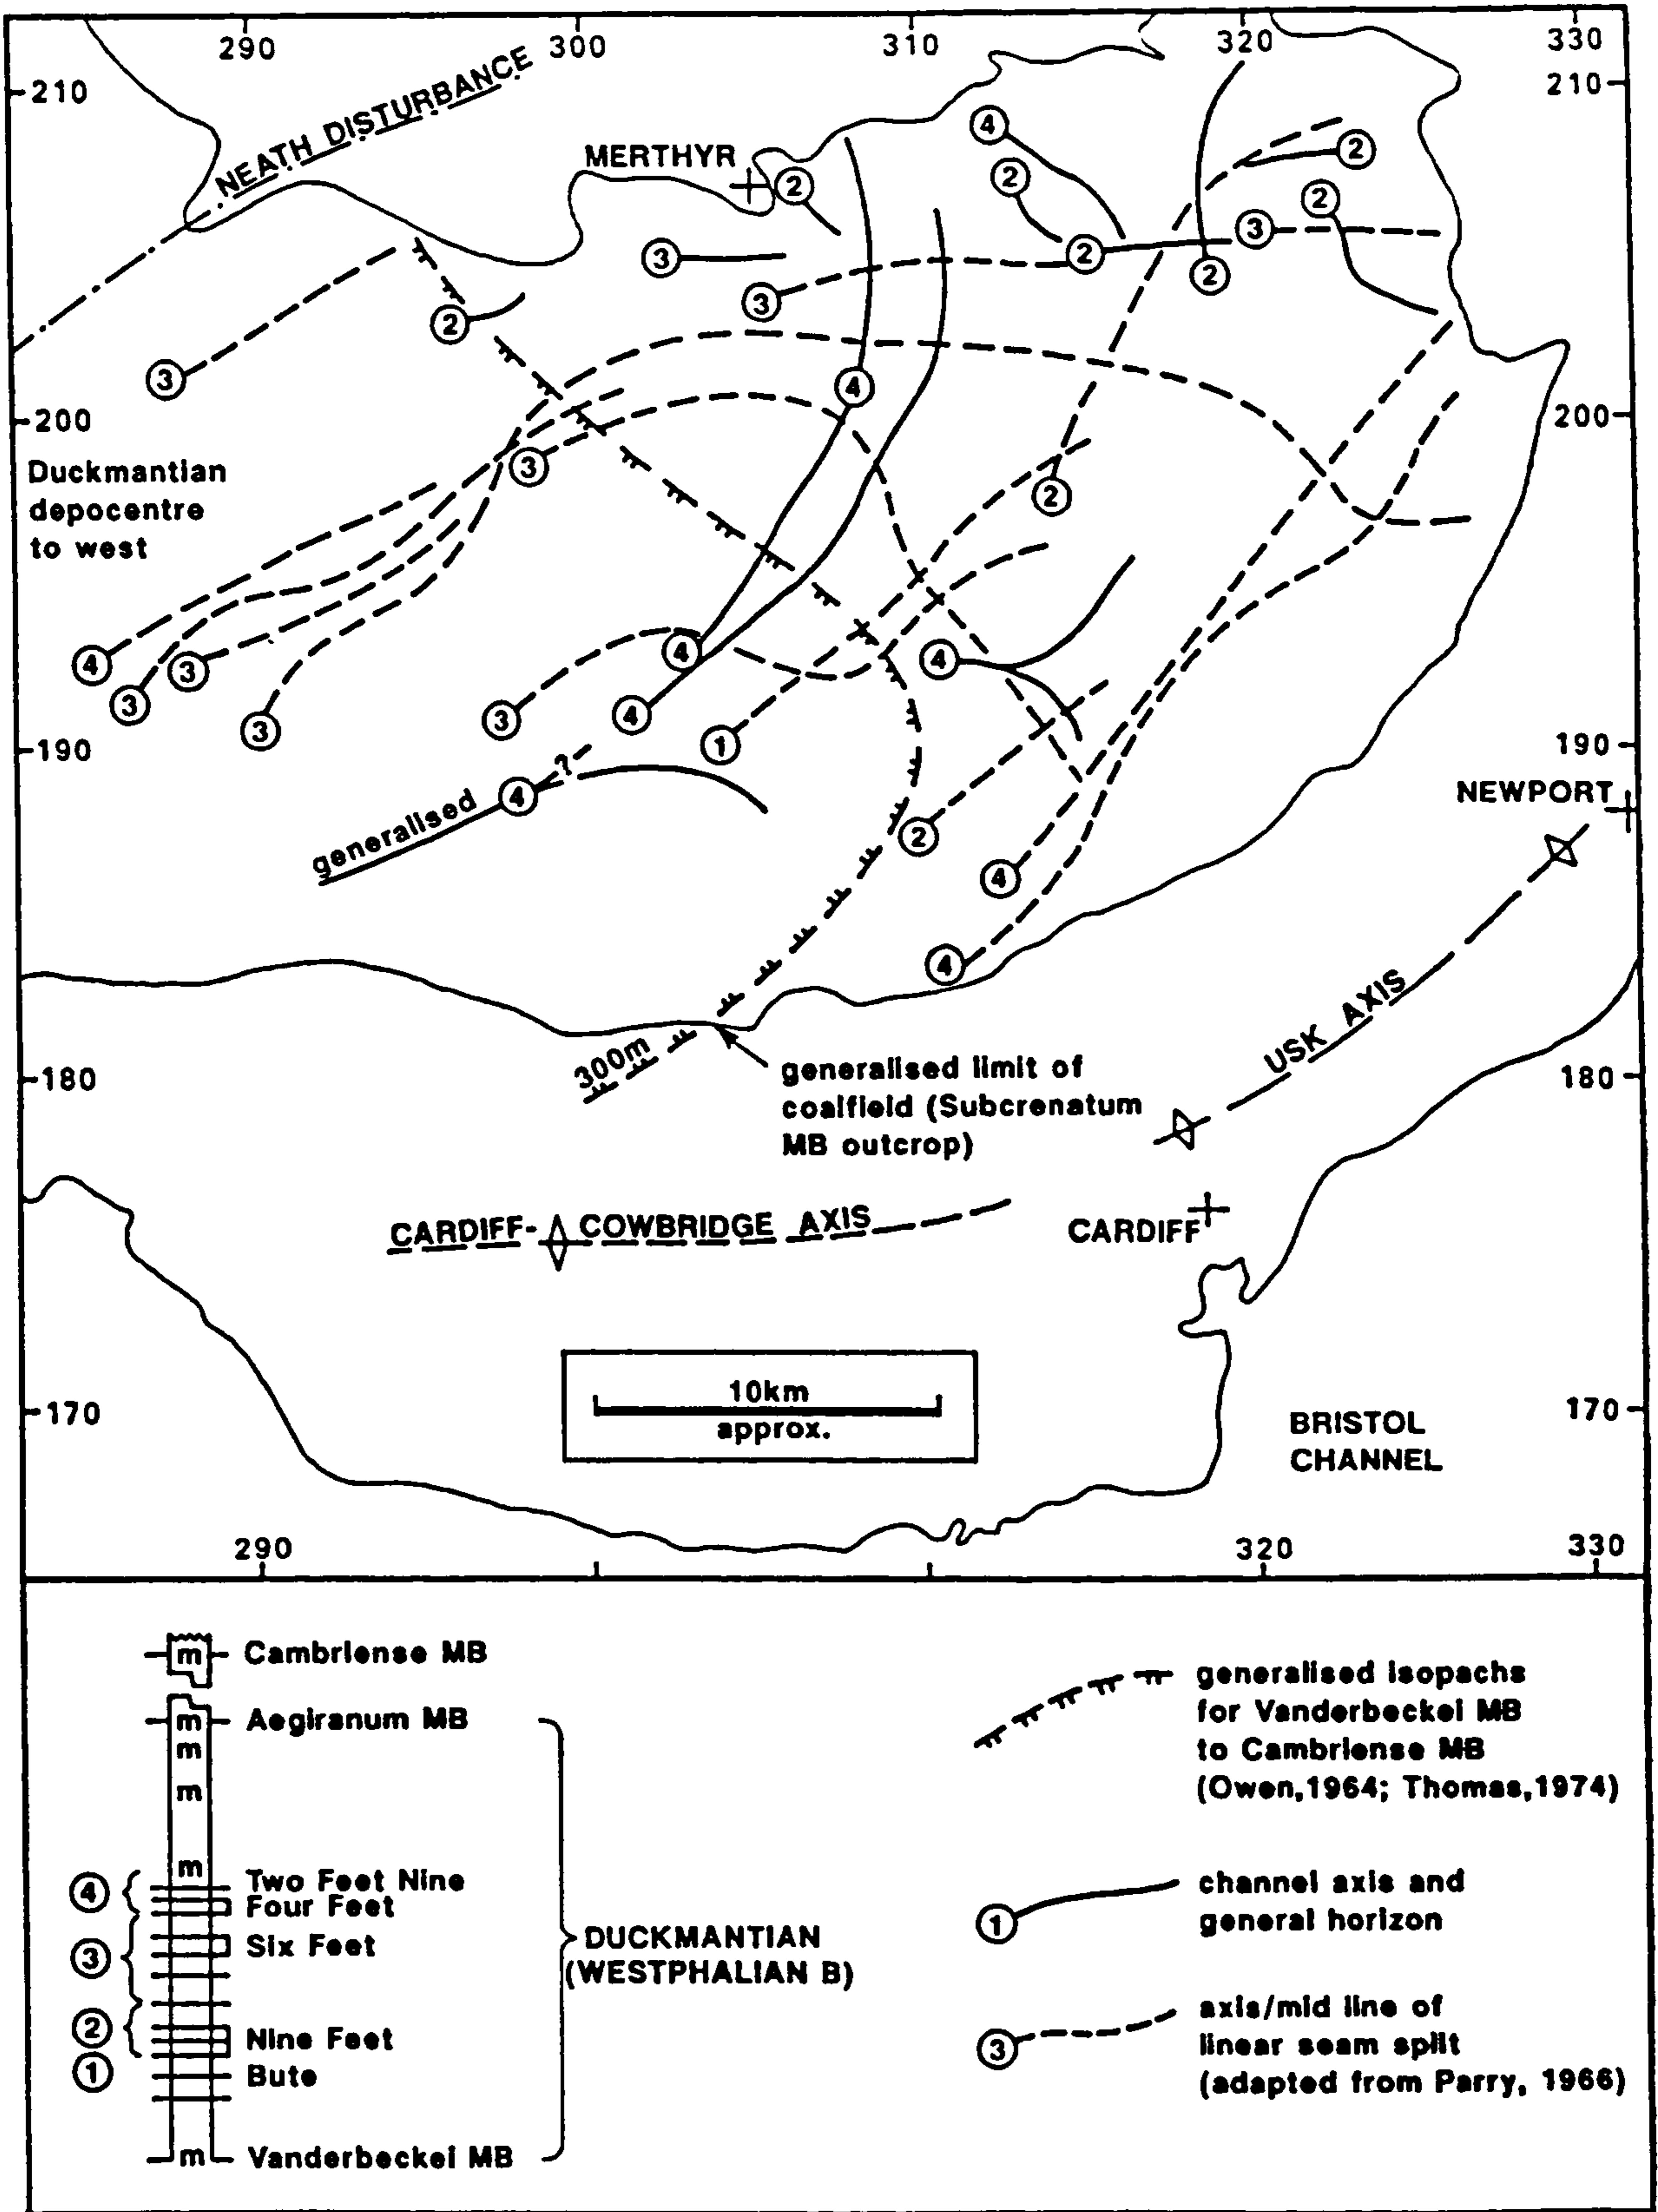 290
300
310
320
330
210
210
NEATH DISTURBANCE
MERTHYR
4
2
2
2
2
3
3
2
2
3
2
3
4
200
200
3
2
Duckmantian
depocentre
to west
4
3
3
3
4
4
3
4
1
190
190
generalised
4
?
2
4
4
NEWPORT
USK AXIS
300m
180
180
generalised limit of
coalfield (Subcrenatum
MB outcrop)
CARDIFF-COWBRIDGE AXIS
CARDIFF
10km
approx.
170
170
BRISTOL
CHANNEL
290
320
330
m Cambriense MB
m Aegiranum MB
m
m
m
4 Two Feet Nine
Four Feet
3 Six Feet
2 Nine Feet
1 Bute
m Vanderbeckei MB
DUCKMANTIAN
(WESTPHALIAN B)
generalised isopachs
for Vanderbeckei MB
to Cambriense MB
(Owen,1964; Thomas,1974)
1 channel axis and
general horizon
3 axis/mid line of
linear seam split
(adapted from Parry, 1966)